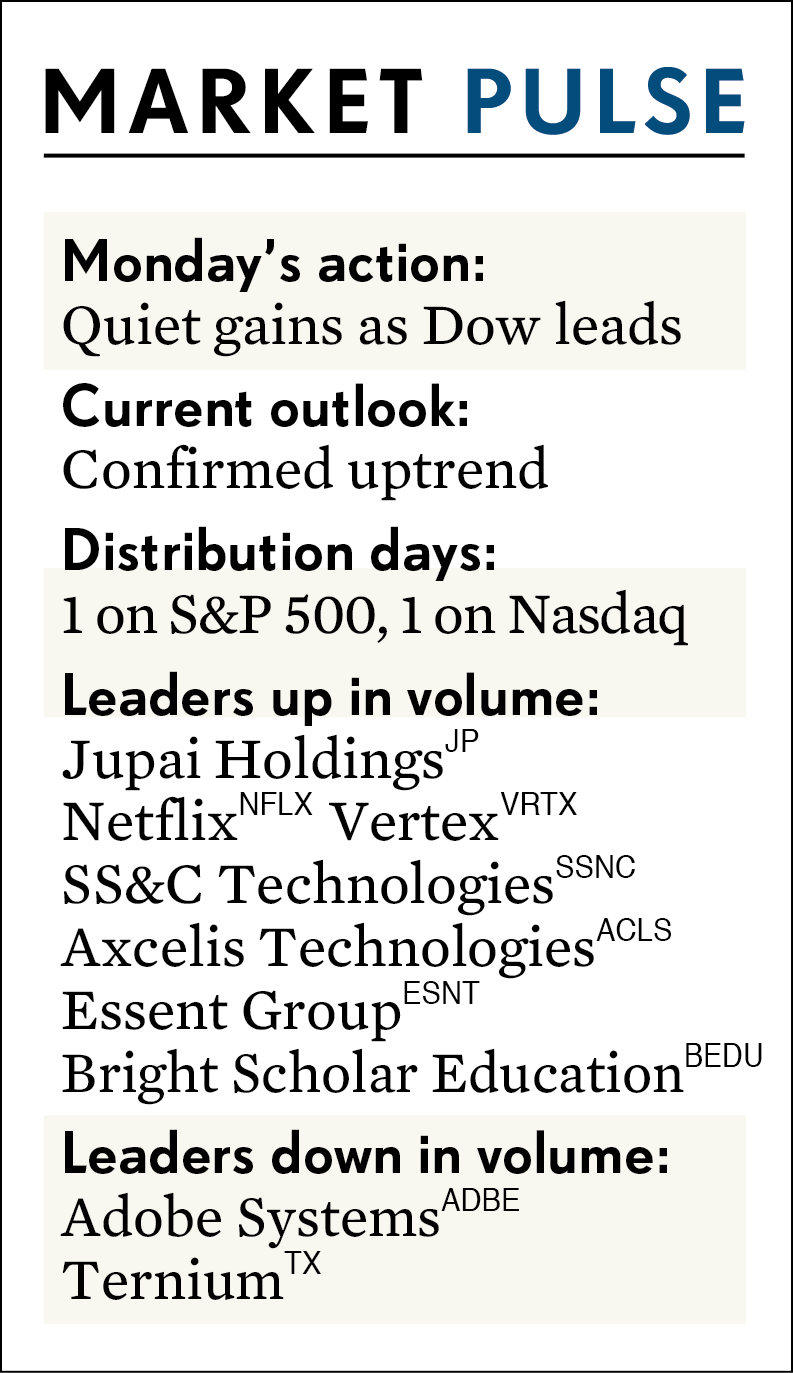 MARKET PULSE
Monday’s action:
Quiet gains as Dow leads
Current outlook:
Confirmed uptrend
Distribution days:
1 on S&P 500, 1 on Nasdaq
Leaders up in volume:
Jupai Holdings JP
Netflix NFLX Vertex VRTX
SS&C Technologies SSNC
Axcelis Technologies ACLS
Essent Group ESNT
Bright Scholar Education BEDU
Leaders down in volume:
Adobe Systems ADBE
Ternium TX